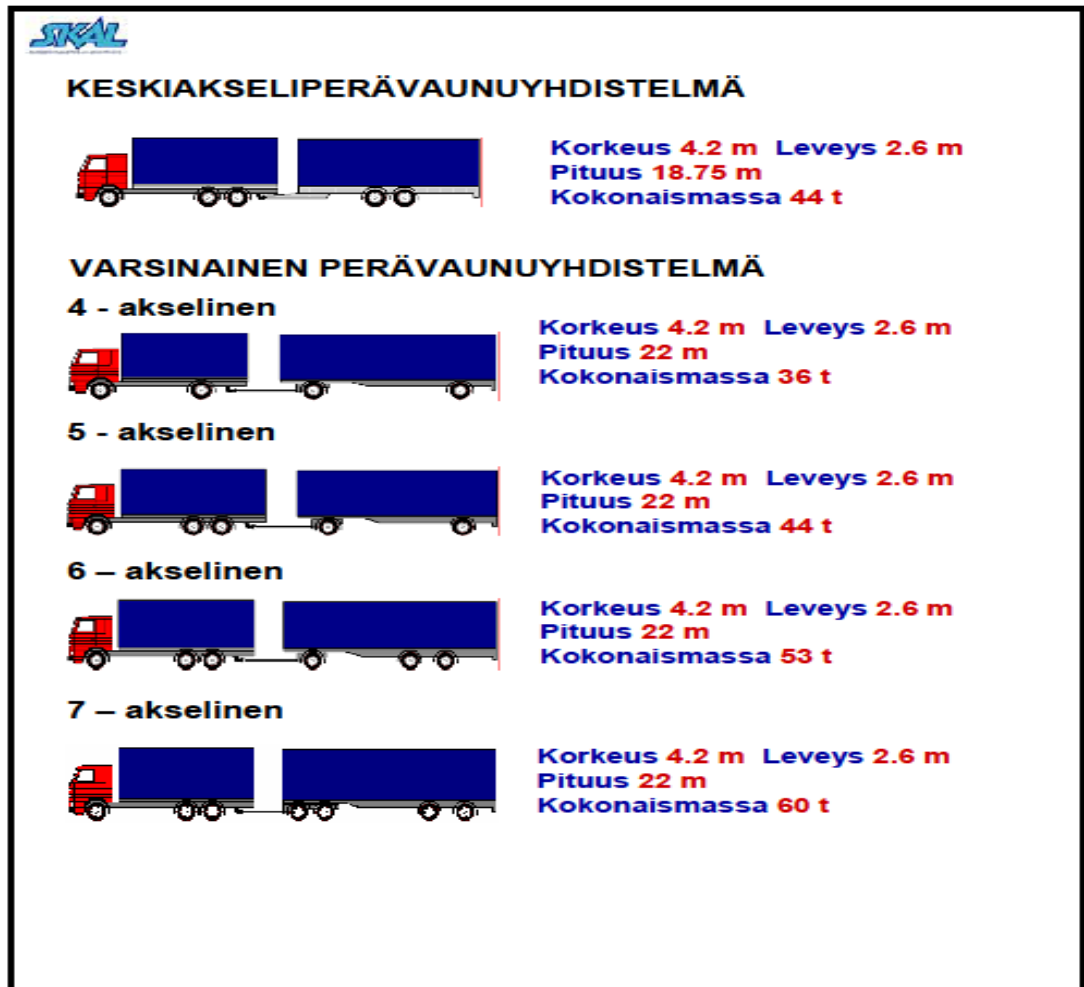 SKAL
KESKIAKSELIPERÄVAUNUYHDISTELMÄ
Korkeus 4.2 m Leveys 2.6 m
Pituus 18.75 m
Kokonaismassa 44 t
VARSINAINEN PERÄVAUNUYHDISTELMÄ
4 - akselinen
Korkeus 4.2 m Leveys 2.6 m
Pituus 22 m
Kokonaismassa 36 t
5 - akselinen
Korkeus 4.2 m Leveys 2.6 m
Pituus 22 m
Kokonaismassa 44 t
6 – akselinen
Korkeus 4.2 m Leveys 2.6 m
Pituus 22 m
Kokonaismassa 53 t
7 – akselinen
Korkeus 4.2 m Leveys 2.6 m
Pituus 22 m
Kokonaismassa 60 t